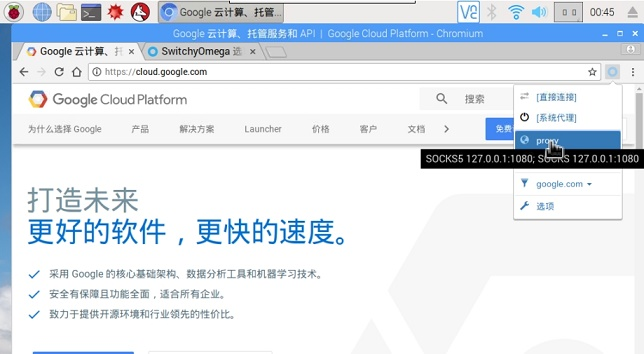 Google 云计算、托管
VNC
00:45
Google 云计算、托管服务和 API | Google Cloud Platform - Chromium
Google 云计算、托
SwitchyOmega 选
https://cloud.google.com
Google Cloud Platform
搜索
[直接连接]
[系统代理]
proxy
SOCKS5 127.0.0.1:1080; SOCKS 127.0.0.1:1080
google.com
选项
为什么选择 Google
产品
解决方案
Launcher
价格
客户
文档
免费
打造未来
更好的软件，更快的速度。
采用 Google 的核心基础架构、数据分析工具和机器学习技术。
安全有保障且功能全面，适合所有企业。
致力于提供开源环境和行业领先的性价比。